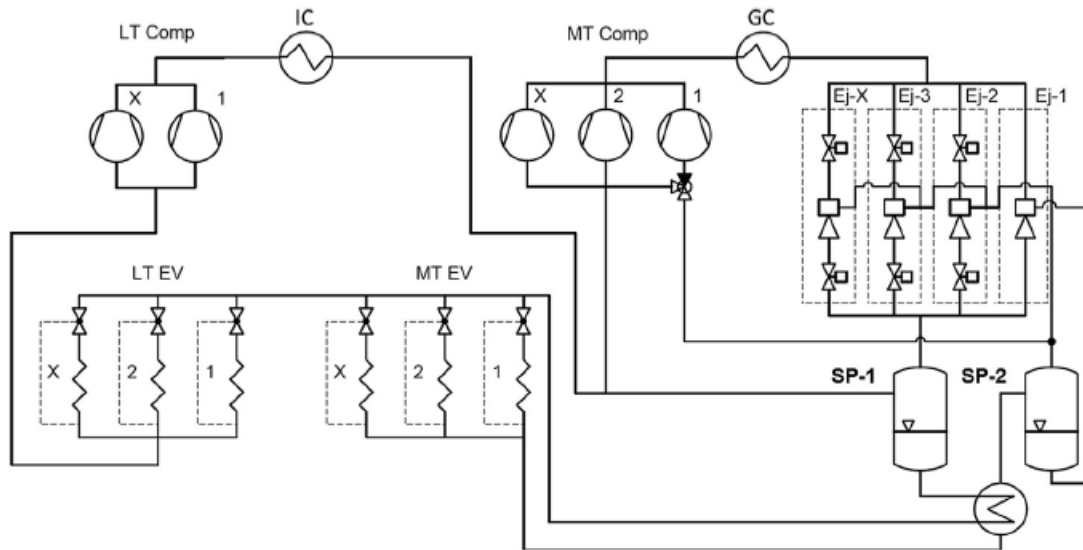 IC
GC
LT Comp
MT Comp
X
1
X
2
1
Ej-X
Ej-3
Ej-2
Ej-1
LT EV
MT EV
X
2
1
X
2
1
SP-1
SP-2